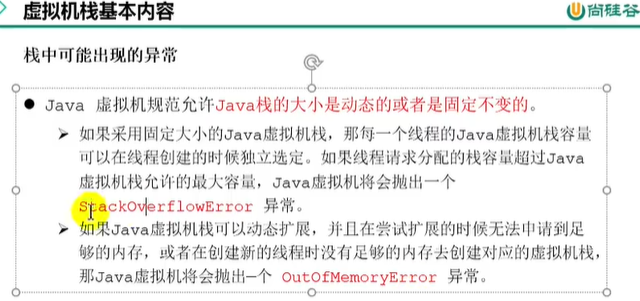 虚拟机栈基本内容
尚硅谷
栈中可能出现的异常
● Java 虚拟机规范允许Java栈的大小是动态的或者是固定不变的。
➢ 如果采用固定大小的Java虚拟机栈，那每一个线程的Java虚拟机栈容量
可以在线程创建的时候独立选定。如果线程请求分配的栈容量超过Java
虚拟机栈允许的最大容量，Java虚拟机将会抛出一个
StackOverflowError 异常。
➢ 如果Java虚拟机栈可以动态扩展，并且在尝试扩展的时候无法申请到足
够的内存，或者在创建新的线程时没有足够的内存去创建对应的虚拟机栈，
那Java虚拟机将会抛出一个 OutOfMemoryError 异常。